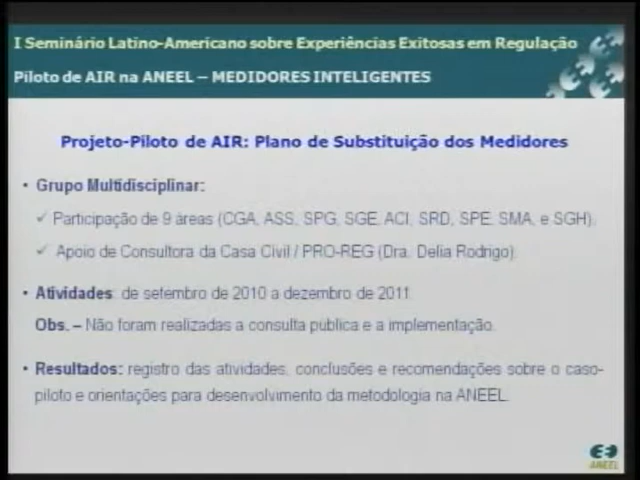 I Seminário Latino-Americano sobre Experiências Exitosas em Regulação
Piloto de AIR na ANEEL – MEDIDORES INTELIGENTES
Projeto-Piloto de AIR: Plano de Substituição dos Medidores
• Grupo Multidisciplinar:
✓ Participação de 9 áreas (CGA, ASS, SPG, SGE, ACI, SRD, SPE, SMA, e SGH).
✓ Apoio de Consultora da Casa Civil / PRO-REG (Dra. Delia Rodrigo).
• Atividades: de setembro de 2010 a dezembro de 2011.
Obs. – Não foram realizadas a consulta pública e a implementação.
• Resultados: registro das atividades, conclusões e recomendações sobre o caso-
piloto e orientações para desenvolvimento da metodologia na ANEEL.
ANEEL